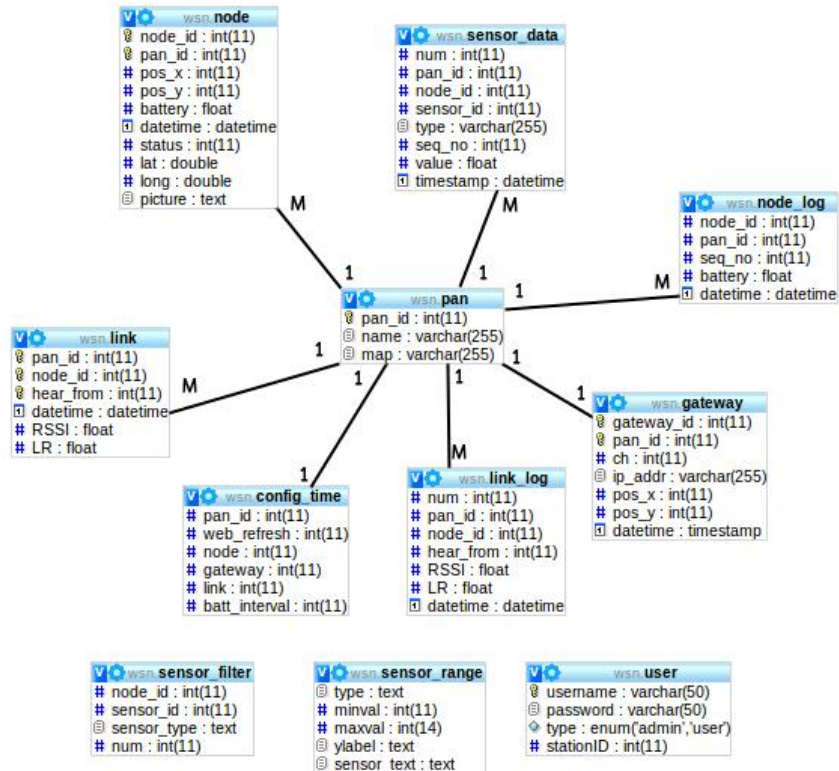 wsn.node
node_id : int(11)
pan_id : int(11)
pos_x : int(11)
pos_y : int(11)
battery : float
datetime : datetime
status : int(11)
lat : double
long : double
picture : text
wsn.sensor_data
num : int(11)
pan_id : int(11)
node_id : int(11)
sensor_id : int(11)
type : varchar(255)
seq_no : int(11)
value : float
timestamp : datetime
wsn.node_log
node_id : int(11)
pan_id : int(11)
seq_no : int(11)
battery : float
datetime : datetime
M
M
M
1
1
1
wsn.pan
pan_id : int(11)
name : varchar(255)
map : varchar(255)
1
1
1
1
M
1
1
M
wsn.link
pan_id : int(11)
node_id : int(11)
hear_from : int(11)
datetime : datetime
RSSI : float
LR : float
wsn.config_time
pan_id : int(11)
web_refresh : int(11)
node : int(11)
gateway : int(11)
link : int(11)
batt_interval : int(11)
wsn.link_log
num : int(11)
pan_id : int(11)
node_id : int(11)
hear_from : int(11)
RSSI : float
LR : float
datetime : datetime
wsn.gateway
gateway_id : int(11)
pan_id : int(11)
ch : int(11)
ip_addr : varchar(255)
pos_x : int(11)
pos_y : int(11)
datetime : timestamp
wsn.sensor_filter
node_id : int(11)
sensor_id : int(11)
sensor_type : text
num : int(11)
wsn.sensor_range
type : text
minval : int(11)
maxval : int(14)
ylabel : text
sensor_text : text
wsn.user
username : varchar(50)
password : varchar(50)
type : enum('admin','user')
stationID : int(11)